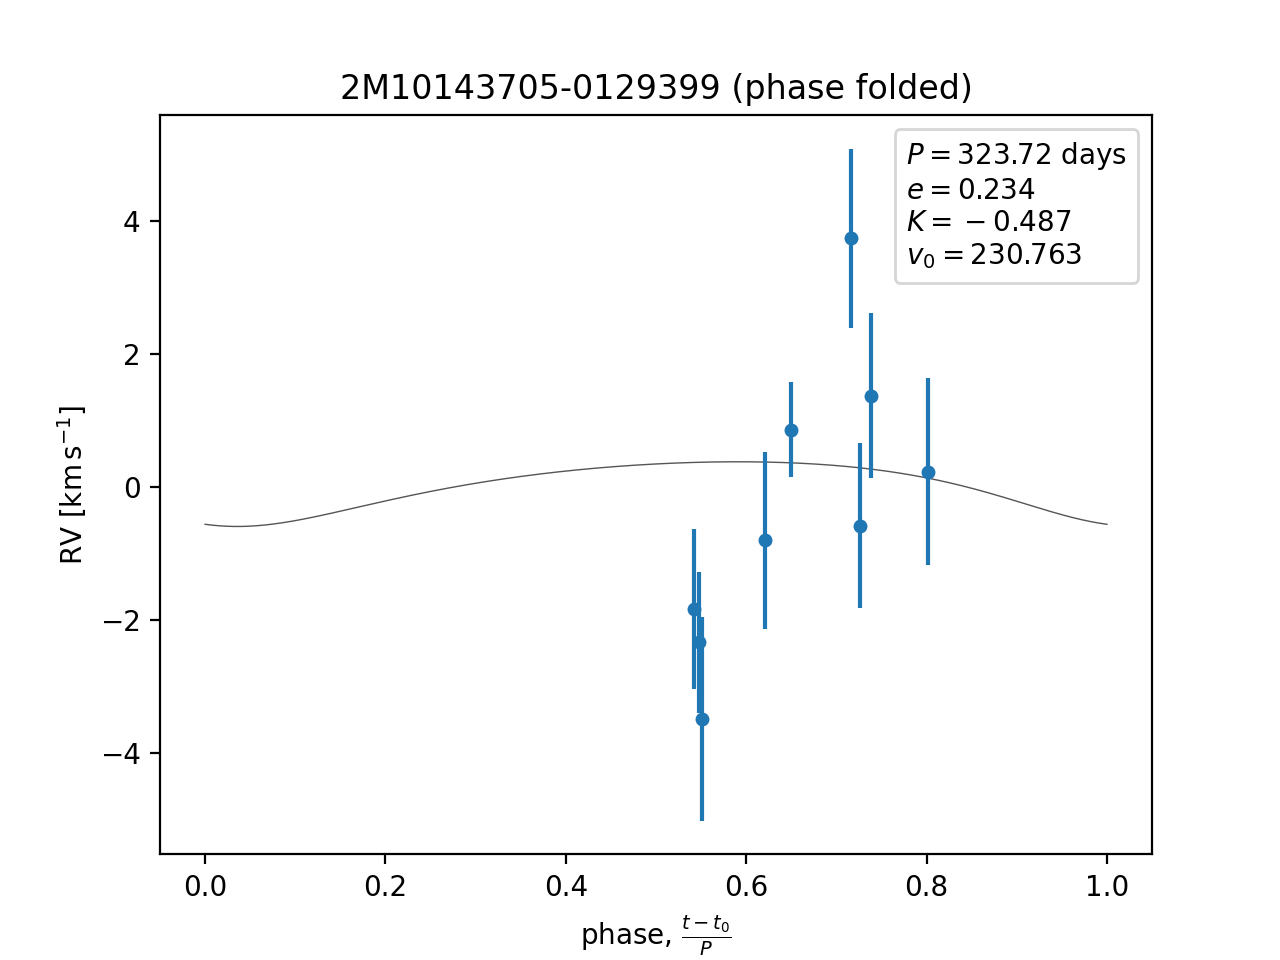 2M10143705-0129399 (phase folded)
P = 323.72 days
e = 0.234
K = −0.487
v₀ = 230.763
4
2
0
−2
−4
RV [km s⁻¹]
0.0 0.2 0.4 0.6 0.8 1.0
phase, (t − t₀)/P